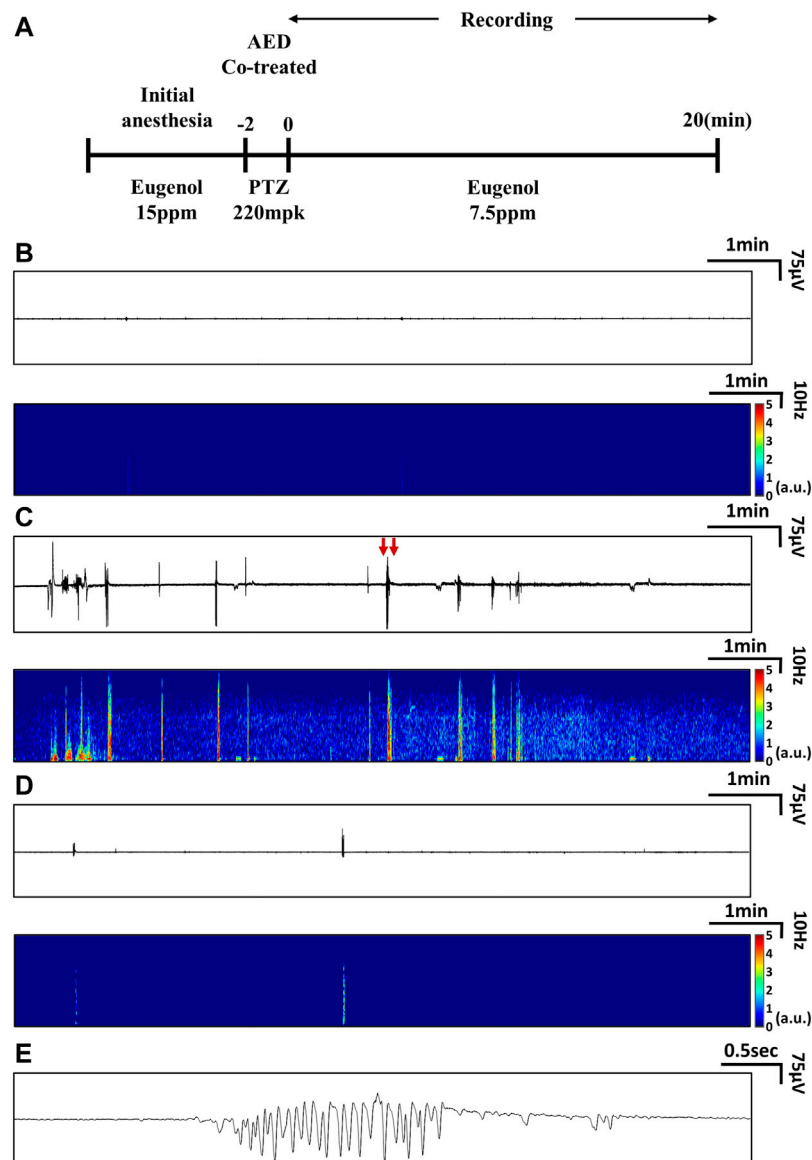 A
Recording
AED
Co-treated
Initial
anesthesia
-2
0
20(min)
Eugenol
15ppm
PTZ
220mpk
Eugenol
7.5ppm
B
1min
75µV
1min
10Hz
5
4
3
2
1
0
(a.u.)
C
1min
75µV
1min
10Hz
5
4
3
2
1
0
(a.u.)
D
1min
75µV
1min
10Hz
5
4
3
2
1
0
(a.u.)
E
0.5sec
75µV